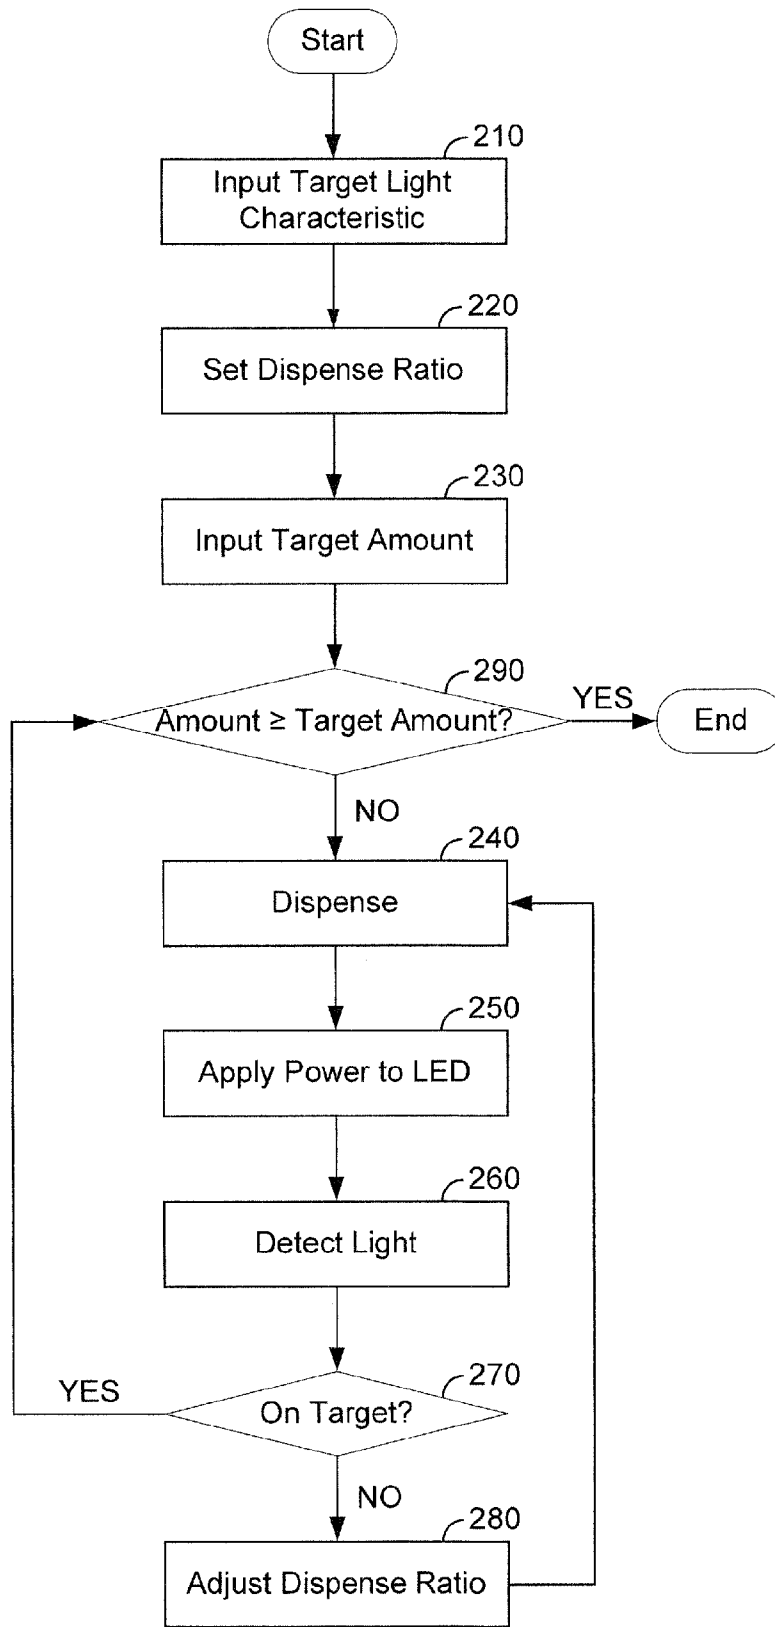 Start
210
Input Target Light
Characteristic
220
Set Dispense Ratio
230
Input Target Amount
290
Amount ≥ Target Amount?
YES
End
NO
240
Dispense
250
Apply Power to LED
260
Detect Light
270
YES
On Target?
NO
280
Adjust Dispense Ratio